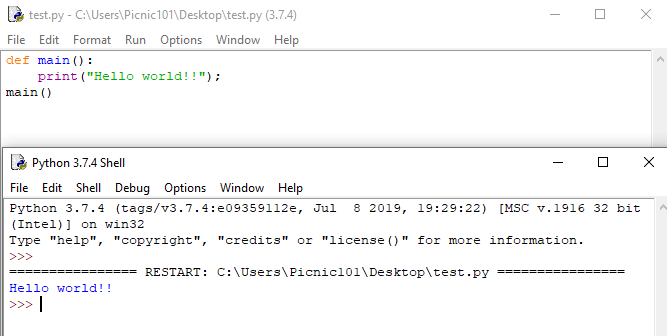 test.py - C:\Users\Picnic101\Desktop\test.py (3.7.4)
File Edit Format Run Options Window Help
def main():
    print("Hello world!!");
main()
Python 3.7.4 Shell
File Edit Shell Debug Options Window Help
Python 3.7.4 (tags/v3.7.4:e09359112e, Jul  8 2019, 19:29:22) [MSC v.1916 32 bit
(Intel)] on win32
Type "help", "copyright", "credits" or "license()" for more information.
>>>
================ RESTART: C:\Users\Picnic101\Desktop\test.py ================
Hello world!!
>>>